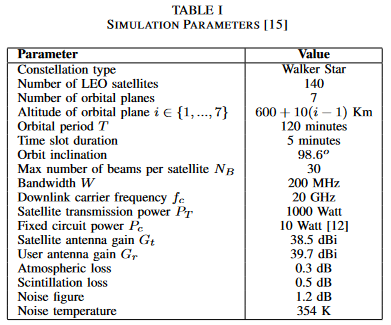 TABLE I
SIMULATION PARAMETERS [15]
Parameter Value
Constellation type Walker Star
Number of LEO satellites 140
Number of orbital planes 7
Altitude of orbital plane i ∈ {1, ..., 7} 600 + 10(i − 1) Km
Orbital period T 120 minutes
Time slot duration 5 minutes
Orbit inclination 98.6°
Max number of beams per satellite N_B 30
Bandwidth W 200 MHz
Downlink carrier frequency f_c 20 GHz
Satellite transmission power P_T 1000 Watt
Fixed circuit power P_c 10 Watt [12]
Satellite antenna gain G_t 38.5 dBi
User antenna gain G_r 39.7 dBi
Atmospheric loss 0.3 dB
Scintillation loss 0.5 dB
Noise figure 1.2 dB
Noise temperature 354 K